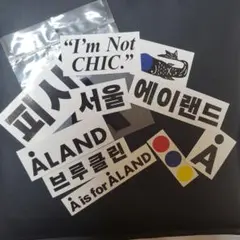 “I'm Not
CHIC.”
피자
서울
에이랜드
ÅLAND
브루클린
Å
Å is for ÅLAND